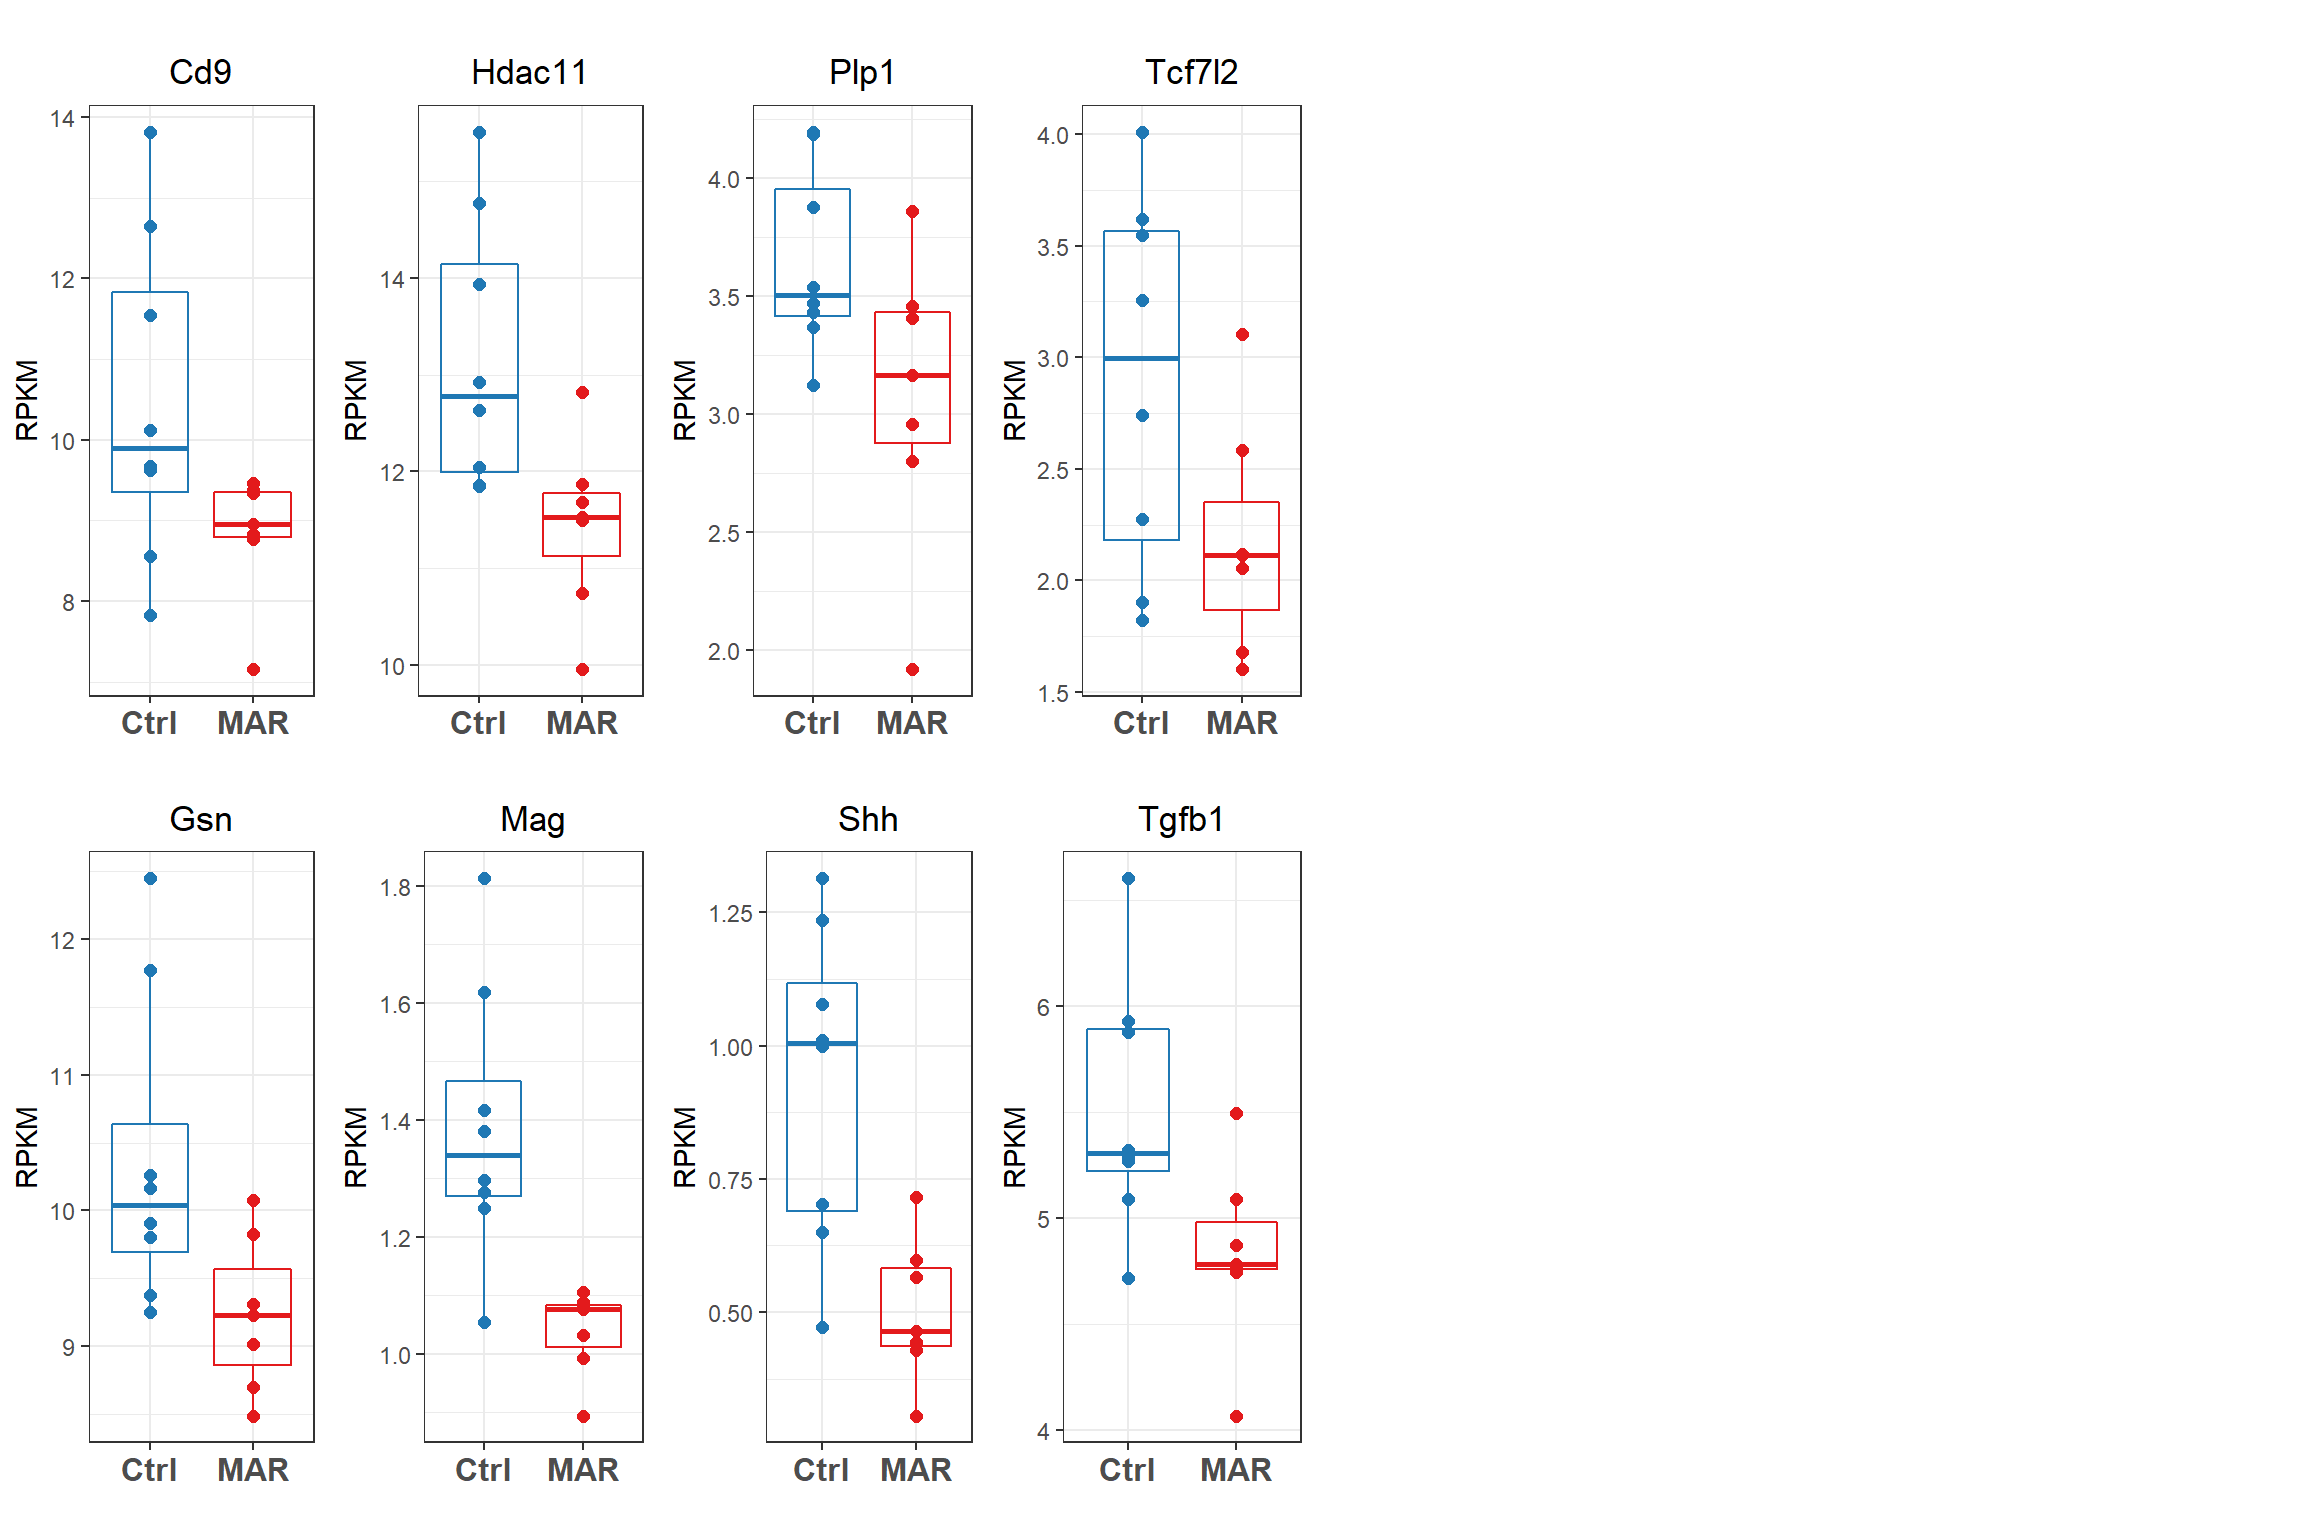 Cd9
Hdac11
Plp1
Tcf7l2
RPKM
14
12
10
8
Ctrl MAR
RPKM
14
12
10
Ctrl MAR
RPKM
4.0
3.5
3.0
2.5
2.0
Ctrl MAR
RPKM
4.0
3.5
3.0
2.5
2.0
1.5
Ctrl MAR
Gsn
Mag
Shh
Tgfb1
RPKM
12
11
10
9
Ctrl MAR
RPKM
1.8
1.6
1.4
1.2
1.0
Ctrl MAR
RPKM
1.25
1.00
0.75
0.50
Ctrl MAR
RPKM
6
5
4
Ctrl MAR